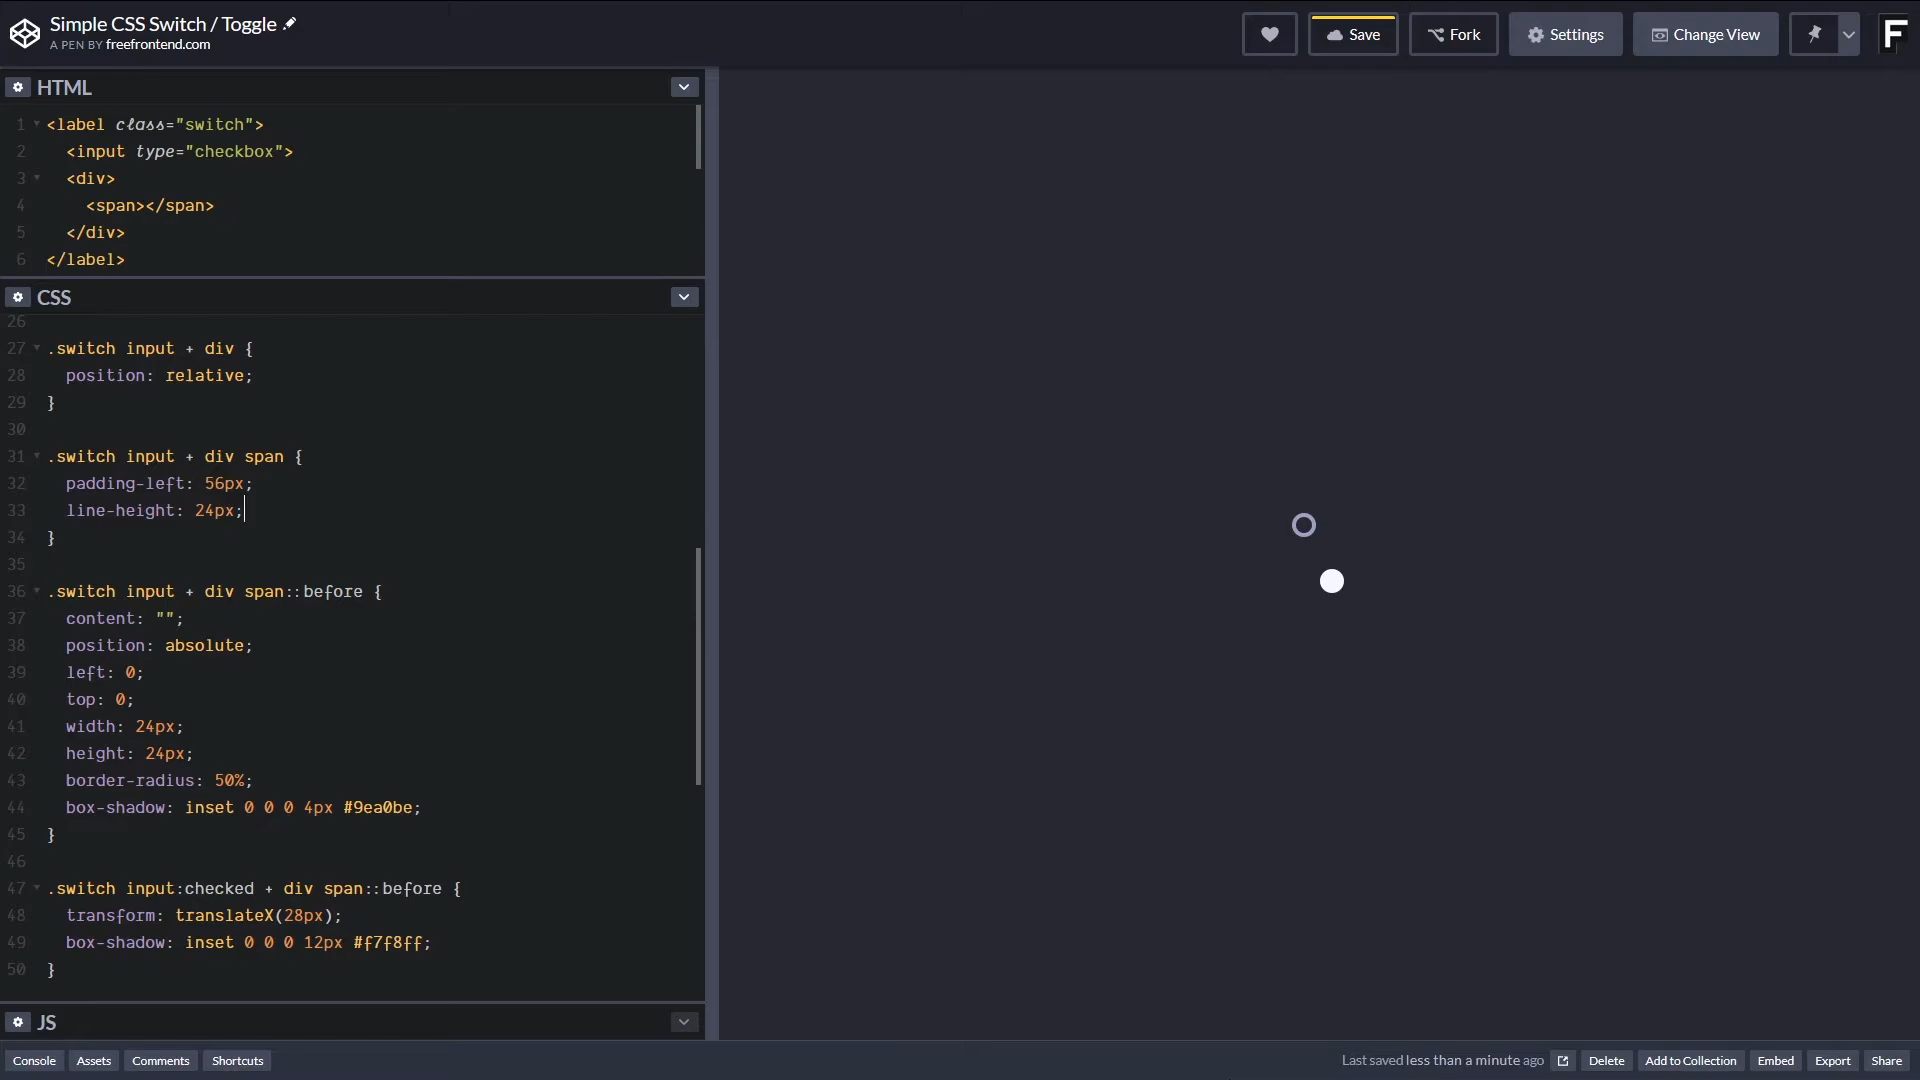 Simple CSS Switch / Toggle
A PEN BY freefrontend.com
Save
Fork
Settings
Change View
F
HTML
1 <label class="switch">
2 <input type="checkbox">
3 <div>
4 <span></span>
5 </div>
6 </label>
CSS
26
27 .switch input + div {
28 position: relative;
29 }
30
31 .switch input + div span {
32 padding-left: 56px;
33 line-height: 24px;
34 }
35
36 .switch input + div span::before {
37 content: "";
38 position: absolute;
39 left: 0;
40 top: 0;
41 width: 24px;
42 height: 24px;
43 border-radius: 50%;
44 box-shadow: inset 0 0 0 4px #9ea0be;
45 }
46
47 .switch input:checked + div span::before {
48 transform: translateX(28px);
49 box-shadow: inset 0 0 0 12px #f7f8ff;
50 }
JS
Console Assets Comments Shortcuts Last saved less than a minute ago Delete Add to Collection Embed Export Share